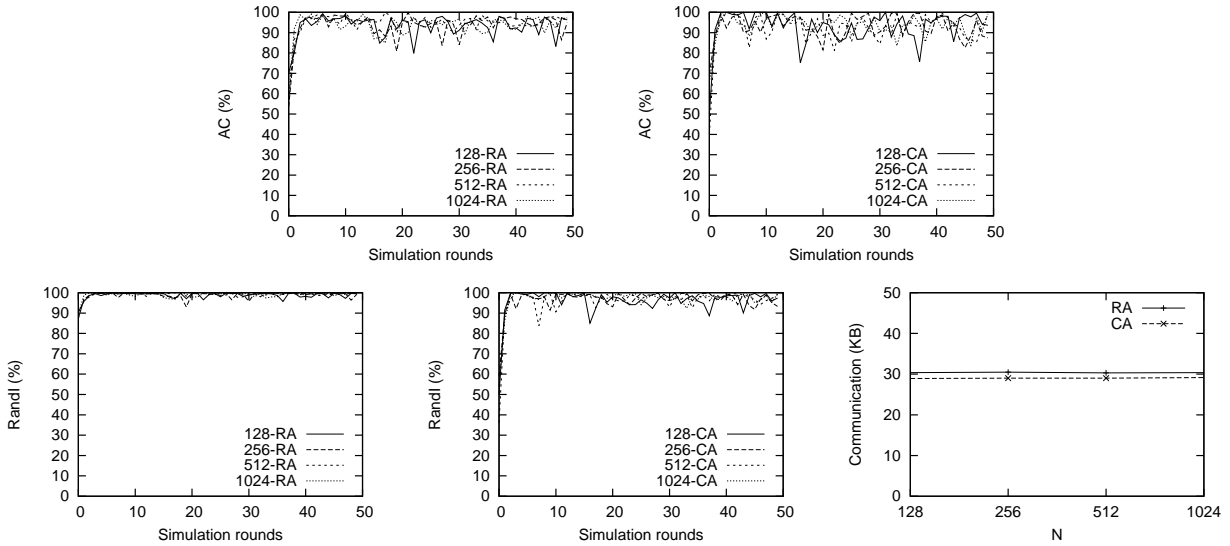 100
90
80
70
60
50
40
30
20
10
0
AC (%)
128-RA
256-RA
512-RA
1024-RA
0 10 20 30 40 50
Simulation rounds
100
90
80
70
60
50
40
30
20
10
0
AC (%)
128-CA
256-CA
512-CA
1024-CA
0 10 20 30 40 50
Simulation rounds
100
90
80
70
60
50
40
30
20
10
0
RandI (%)
128-RA
256-RA
512-RA
1024-RA
0 10 20 30 40 50
Simulation rounds
100
90
80
70
60
50
40
30
20
10
0
RandI (%)
128-CA
256-CA
512-CA
1024-CA
0 10 20 30 40 50
Simulation rounds
50
40
30
20
10
0
Communication (KB)
RA
CA
128 256 512 1024
N